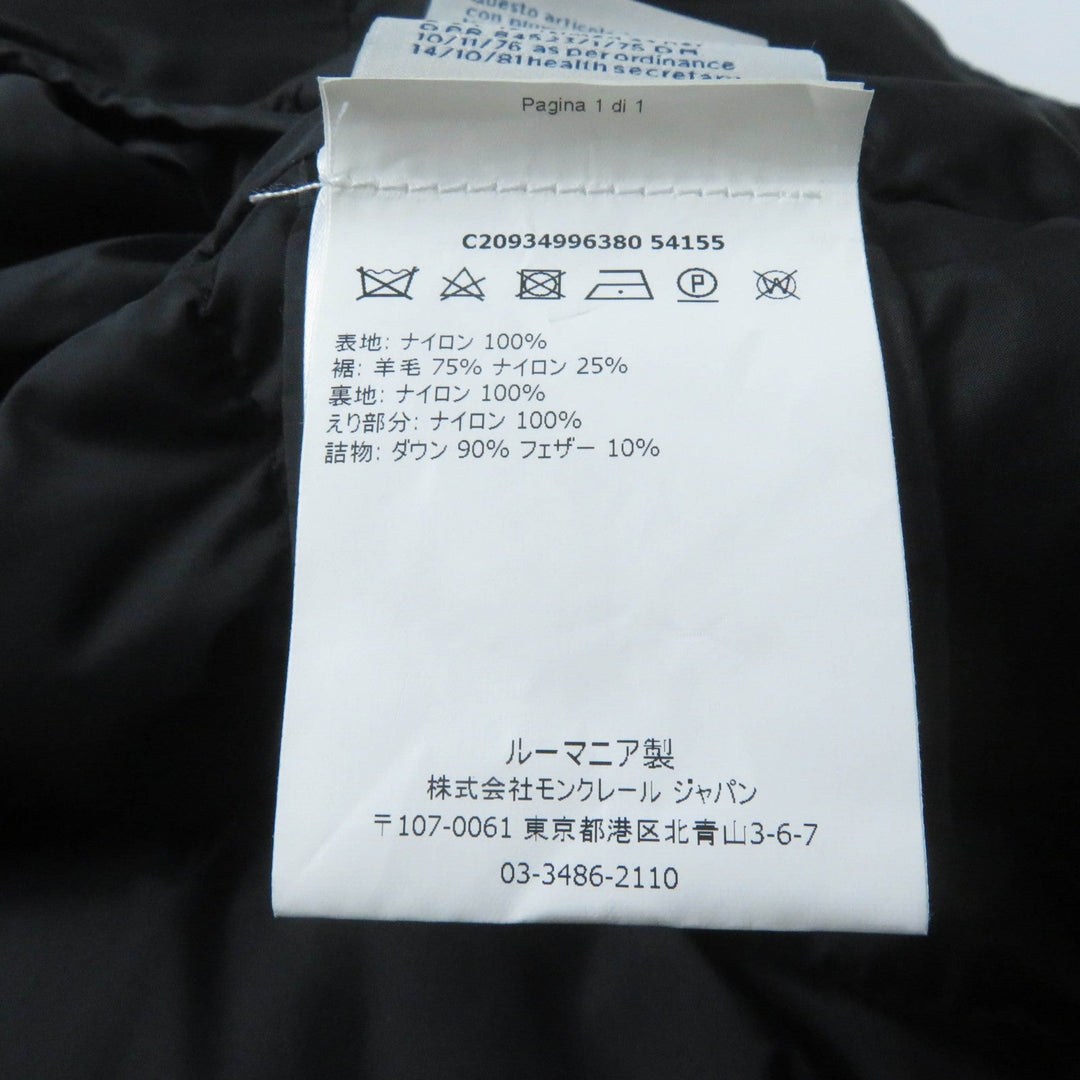 Questo articolo
10/11/76 as per ordinance
14/10/81 health secretary
Pagina 1 di 1
C20934996380 54155
P W
表地: ナイロン 100%
裾: 羊毛 75% ナイロン 25%
裏地: ナイロン 100%
えり部分: ナイロン 100%
詰物: ダウン 90% フェザー 10%
ルーマニア製
株式会社モンクレール ジャパン
〒107-0061 東京都港区北青山3-6-7
03-3486-2110